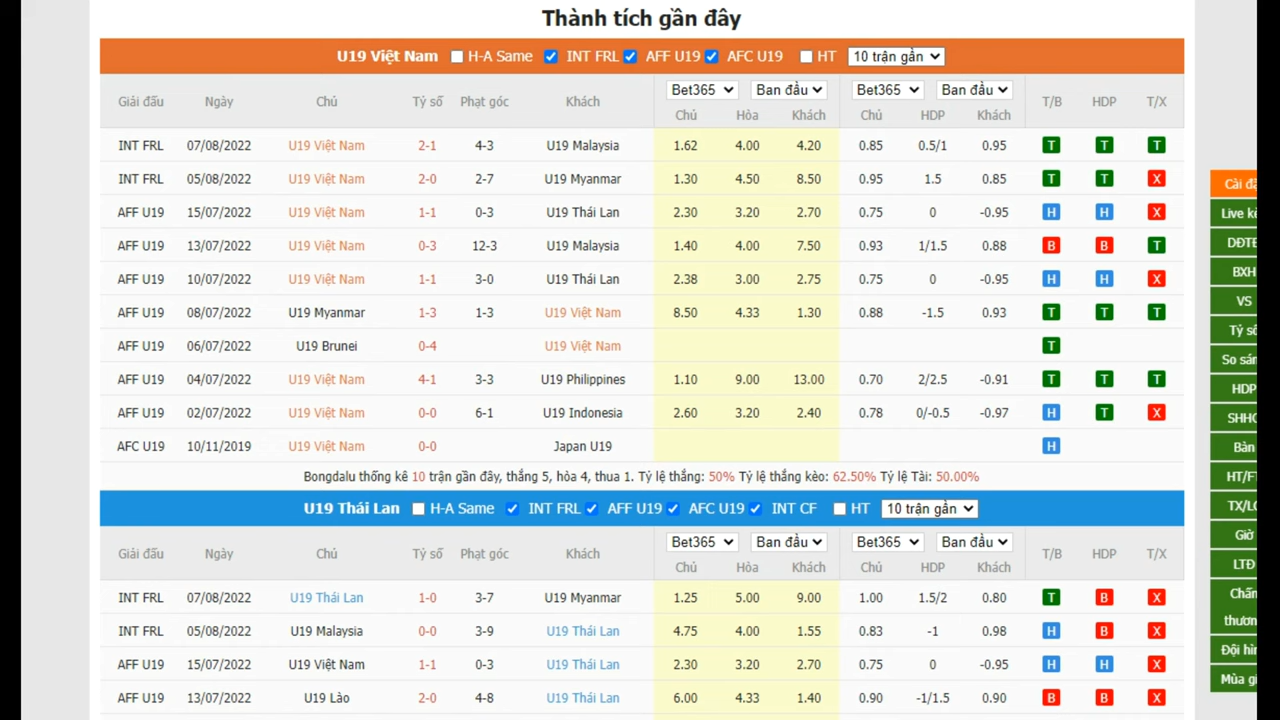 Thành tích gần đây
U19 Việt Nam H-A Same INT FRL AFF U19 AFC U19 HT 10 trận gần
Giải đấu Ngày Chủ Tỷ số Phạt góc Khách Bet365 Ban đầu Bet365 Ban đầu T/B HDP T/X
Chủ Hòa Khách Chủ HDP Khách
INT FRL 07/08/2022 U19 Việt Nam 2-1 4-3 U19 Malaysia 1.62 4.00 4.20 0.85 0.5/1 0.95 T T T
INT FRL 05/08/2022 U19 Việt Nam 2-0 2-7 U19 Myanmar 1.30 4.50 8.50 0.95 1.5 0.85 T T X
AFF U19 15/07/2022 U19 Việt Nam 1-1 0-3 U19 Thái Lan 2.30 3.20 2.70 0.75 0 -0.95 H H X
AFF U19 13/07/2022 U19 Việt Nam 0-3 12-3 U19 Malaysia 1.40 4.00 7.50 0.93 1/1.5 0.88 B B T
AFF U19 10/07/2022 U19 Việt Nam 1-1 3-0 U19 Thái Lan 2.38 3.00 2.75 0.75 0 -0.95 H H X
AFF U19 08/07/2022 U19 Myanmar 1-3 1-3 U19 Việt Nam 8.50 4.33 1.30 0.88 -1.5 0.93 T T T
AFF U19 06/07/2022 U19 Brunei 0-4 U19 Việt Nam T
AFF U19 04/07/2022 U19 Việt Nam 4-1 3-3 U19 Philippines 1.10 9.00 13.00 0.70 2/2.5 -0.91 T T T
AFF U19 02/07/2022 U19 Việt Nam 0-0 6-1 U19 Indonesia 2.60 3.20 2.40 0.78 0/-0.5 -0.97 H T X
AFC U19 10/11/2019 U19 Việt Nam 0-0 Japan U19 H
Bongdalu thống kê 10 trận gần đây, thắng 5, hòa 4, thua 1. Tỷ lệ thắng: 50% Tỷ lệ thắng kèo: 62.50% Tỷ lệ Tài: 50.00%
U19 Thái Lan H-A Same INT FRL AFF U19 AFC U19 INT CF HT 10 trận gần
Giải đấu Ngày Chủ Tỷ số Phạt góc Khách Bet365 Ban đầu Bet365 Ban đầu T/B HDP T/X
Chủ Hòa Khách Chủ HDP Khách
INT FRL 07/08/2022 U19 Thái Lan 1-0 3-7 U19 Myanmar 1.25 5.00 9.00 1.00 1.5/2 0.80 T B X
INT FRL 05/08/2022 U19 Malaysia 0-0 3-9 U19 Thái Lan 4.75 4.00 1.55 0.83 -1 0.98 H B X
AFF U19 15/07/2022 U19 Việt Nam 1-1 0-3 U19 Thái Lan 2.30 3.20 2.70 0.75 0 -0.95 H H X
AFF U19 13/07/2022 U19 Lào 2-0 4-8 U19 Thái Lan 6.00 4.33 1.40 0.90 -1/1.5 0.90 B B X
Cài
Live
BXH
VS
Tỷ
So
HDP
Bàn
Giờ
LTĐ
Đội
Mùa